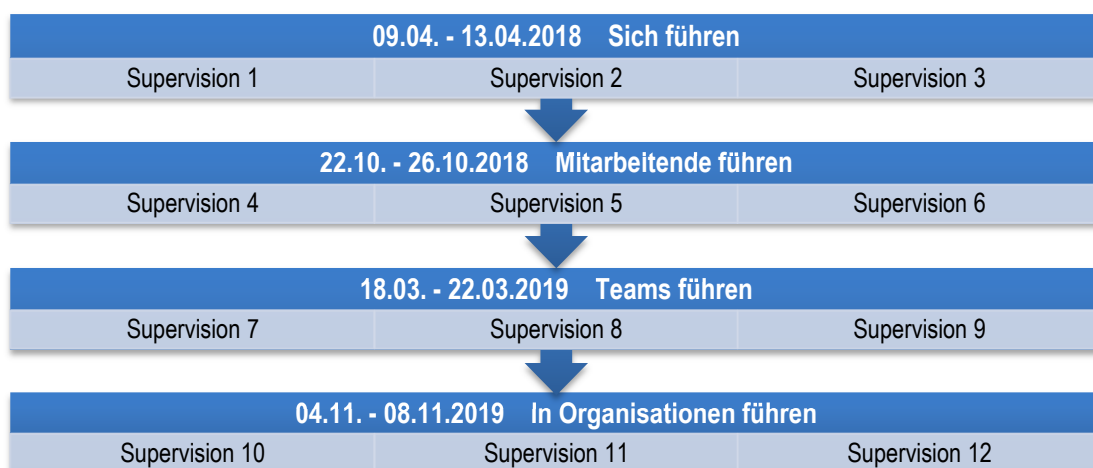 09.04. - 13.04.2018 Sich führen
Supervision 1 Supervision 2 Supervision 3
22.10. - 26.10.2018 Mitarbeitende führen
Supervision 4 Supervision 5 Supervision 6
18.03. - 22.03.2019 Teams führen
Supervision 7 Supervision 8 Supervision 9
04.11. - 08.11.2019 In Organisationen führen
Supervision 10 Supervision 11 Supervision 12